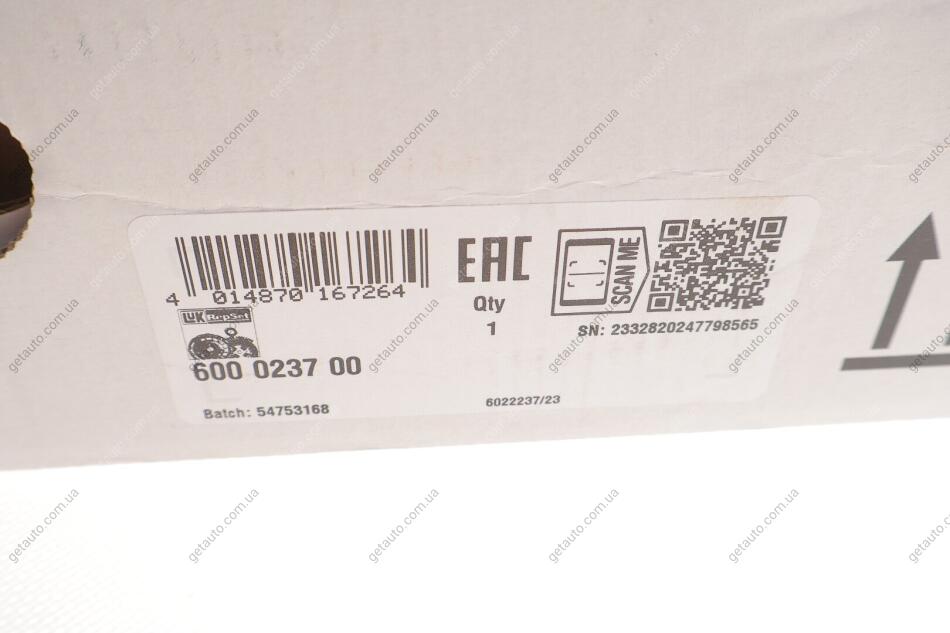 4 014870 167264
EAC
SCAN ME
Qty
1
SN: 2332820247798565
LuK RepSet
600 0237 00
Batch: 54753168
6022237/23
getauto.com.ua